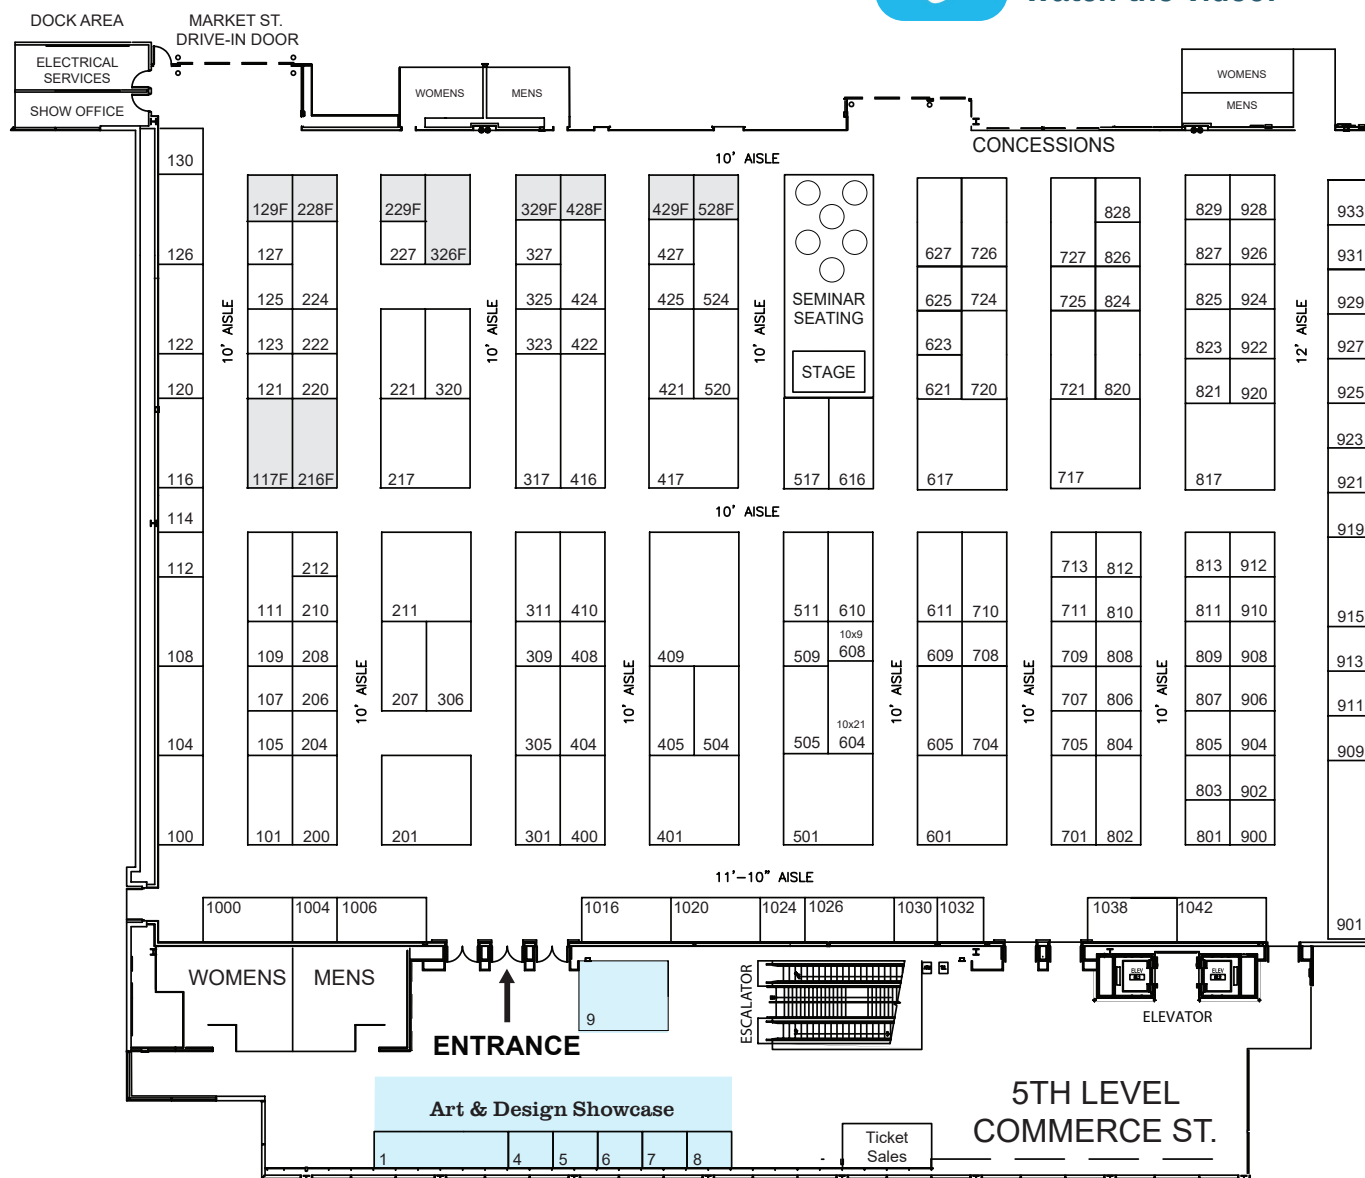 DOCK AREA
MARKET ST.
DRIVE-IN DOOR
ELECTRICAL
SERVICES
SHOW OFFICE
WOMENS
MENS
WOMENS
MENS
CONCESSIONS
10' AISLE
130
129F 228F
229F
326F
329F 428F
429F 528F
828
829 928
933
126
127
227
327
427
627 726
727 826
827 926
931
125 224
325 424
425 524
625 724
725 824
825 924
929
10' AISLE
10' AISLE
10' AISLE
12' AISLE
SEMINAR
SEATING
STAGE
122
123 222
323 422
623
823 922
927
120
121 220
221 320
421 520
621 720
721 820
821 920
925
923
116
117F 216F
217
317 416
417
517 616
617
717
817
921
114
10' AISLE
919
112
212
713 812
813 912
111 210
211
311 410
511 610
611 710
711 810
811 910
915
108
109 208
309 408
409
509
10x9
608
609 708
709 808
809 908
913
10' AISLE
10' AISLE
10' AISLE
10' AISLE
10' AISLE
107 206
207 306
707 806
807 906
911
104
105 204
305 404
405 504
505
10x21
604
605 704
705 804
805 904
909
803 902
100
101 200
201
301 400
401
501
601
701 802
801 900
11'-10" AISLE
1000 1004 1006
1016 1020 1024 1026 1030 1032
1038 1042
901
WOMENS
MENS
ENTRANCE
9
ESCALATOR
ELEV
ELEV
ELEVATOR
Art & Design Showcase
1 4 5 6 7 8
Ticket
Sales
5TH LEVEL
COMMERCE ST.